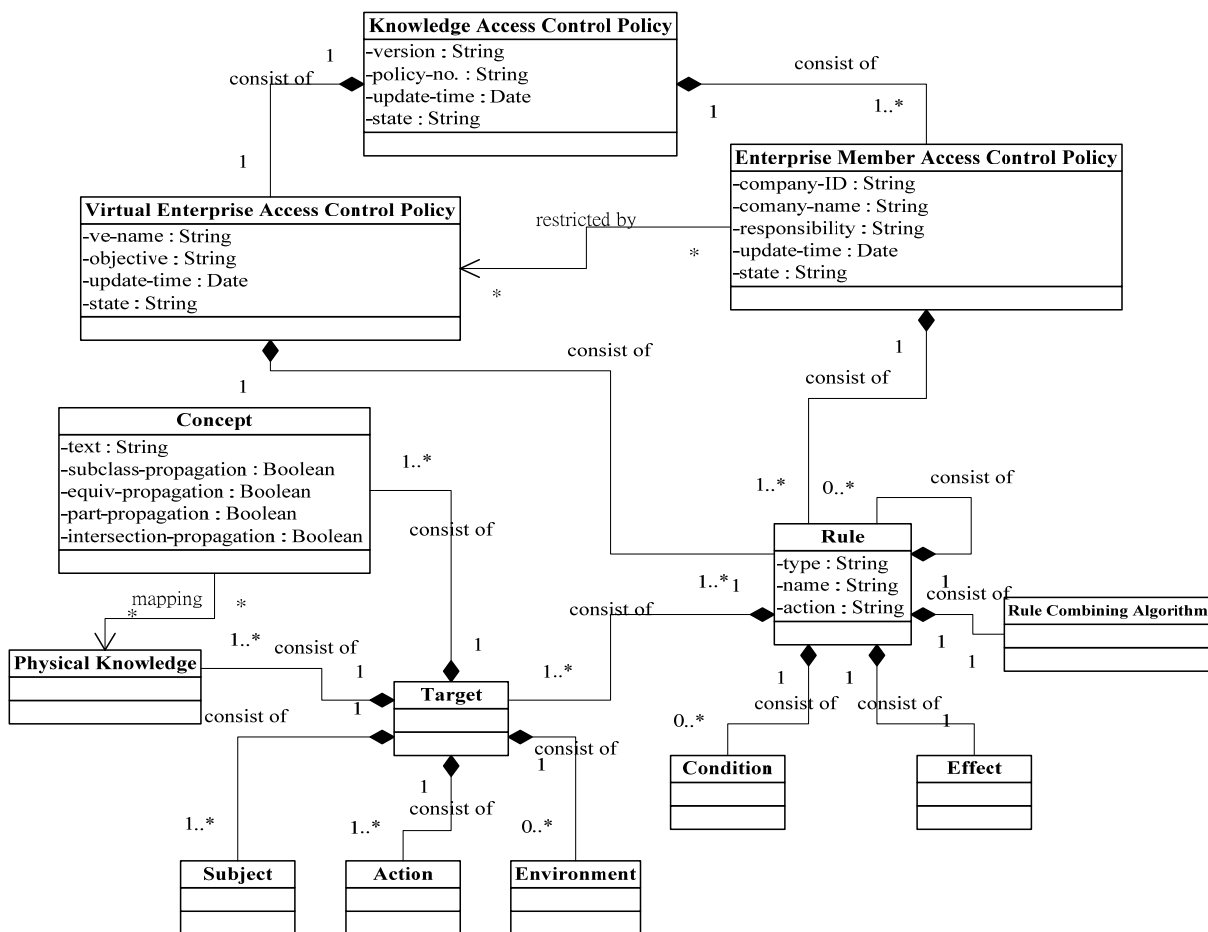 Knowledge Access Control Policy
-version : String
-policy-no. : String
-update-time : Date
-state : String
1
consist of
1
consist of
1
1..*
Enterprise Member Access Control Policy
-company-ID : String
-comany-name : String
-responsibility : String
-update-time : Date
-state : String
Virtual Enterprise Access Control Policy
-ve-name : String
-objective : String
-update-time : Date
-state : String
restricted by
*
*
consist of
1
1
consist of
Concept
-text : String
-subclass-propagation : Boolean
-equiv-propagation : Boolean
-part-propagation : Boolean
-intersection-propagation : Boolean
1..*
consist of
1
1..*
0..*
consist of
Rule
-type : String
-name : String
-action : String
1..*
1
1
consist of
Rule Combining Algorithm
1
1
mapping
*
*
Physical Knowledge
1..*
consist of
1
consist of
1..*
Target
1
consist of
1
consist of
1
consist of
1..*
1..*
0..*
Subject
Action
Environment
1
consist of
0..*
1
consist of
1
Condition
Effect